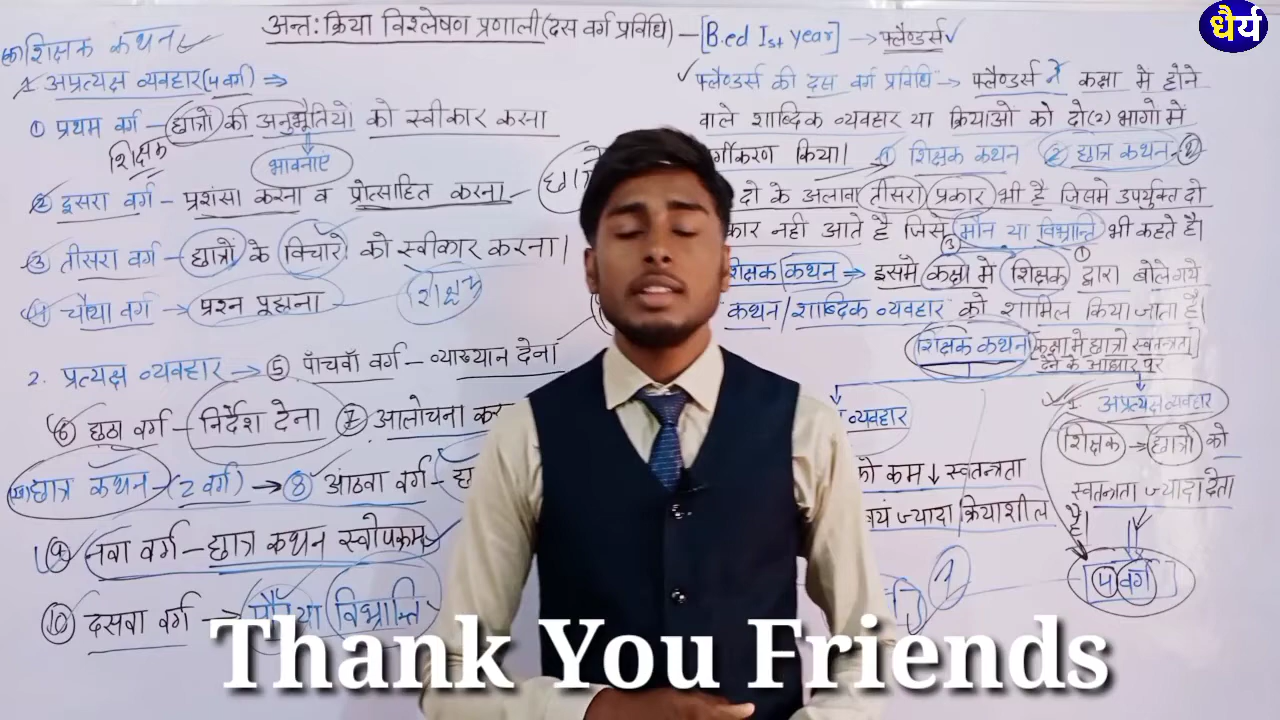 अन्तःक्रिया विश्लेषण प्रणाली (दस वर्ग प्रविधि) – [B.ed Ist year] → फ्लैण्डर्स
धैर्य
शिक्षक कथन
1. अप्रत्यक्ष व्यवहार (4 वर्ग) ⇒
① प्रथम वर्ग – छात्रों की अनुभूतियों को स्वीकार करना
शिक्षक
भावनाएं
② दूसरा वर्ग – प्रशंसा करना व प्रोत्साहित करना
③ तीसरा वर्ग – छात्रों के विचारों को स्वीकार करना।
④ चौथा वर्ग → प्रश्न पूछना
शिक्षक
2. प्रत्यक्ष व्यवहार → ⑤ पाँचवाँ वर्ग – व्याख्यान देना
⑥ छठा वर्ग – निर्देश देना ⑦ आलोचना कर
(ख) छात्र कथन – (2 वर्ग) → ⑧ आंठवा वर्ग –
⑨ नवा वर्ग – छात्र कथन स्वोपक्रम
⑩ दसवा वर्ग → मौन या विभ्रान्ति
फ्लैण्डर्स की दस वर्ग प्रविधि → फ्लैण्डर्स ने कक्षा में होने
वाले शाब्दिक व्यवहार या क्रियाओं को दो (2) भागो मे
र्गीकरण किया। ① शिक्षक कथन ② छात्र कथन
दो के अलावा तीसरा प्रकार भी है जिसमे उपर्युक्त दो
कार नही आते है जिसे मौन या विभ्रान्ति भी कहते है।
③
शिक्षक कथन ⇒ इसमे कक्षा मे शिक्षक द्वारा बोले गये
①
कथन / शाब्दिक व्यवहार को शामिल किया जाता है।
शिक्षक कथन कक्षा मे छात्रो स्वतन्त्रता
देने के आधार पर
व्यवहार
1. अप्रत्यक्ष व्यवहार
शिक्षक → छात्रों को
को कम ↓ स्वतन्त्रता
स्वतन्त्रता ज्यादा देता
है।
वयं ज्यादा क्रियाशील
4 वर्ग
Thank You Friends